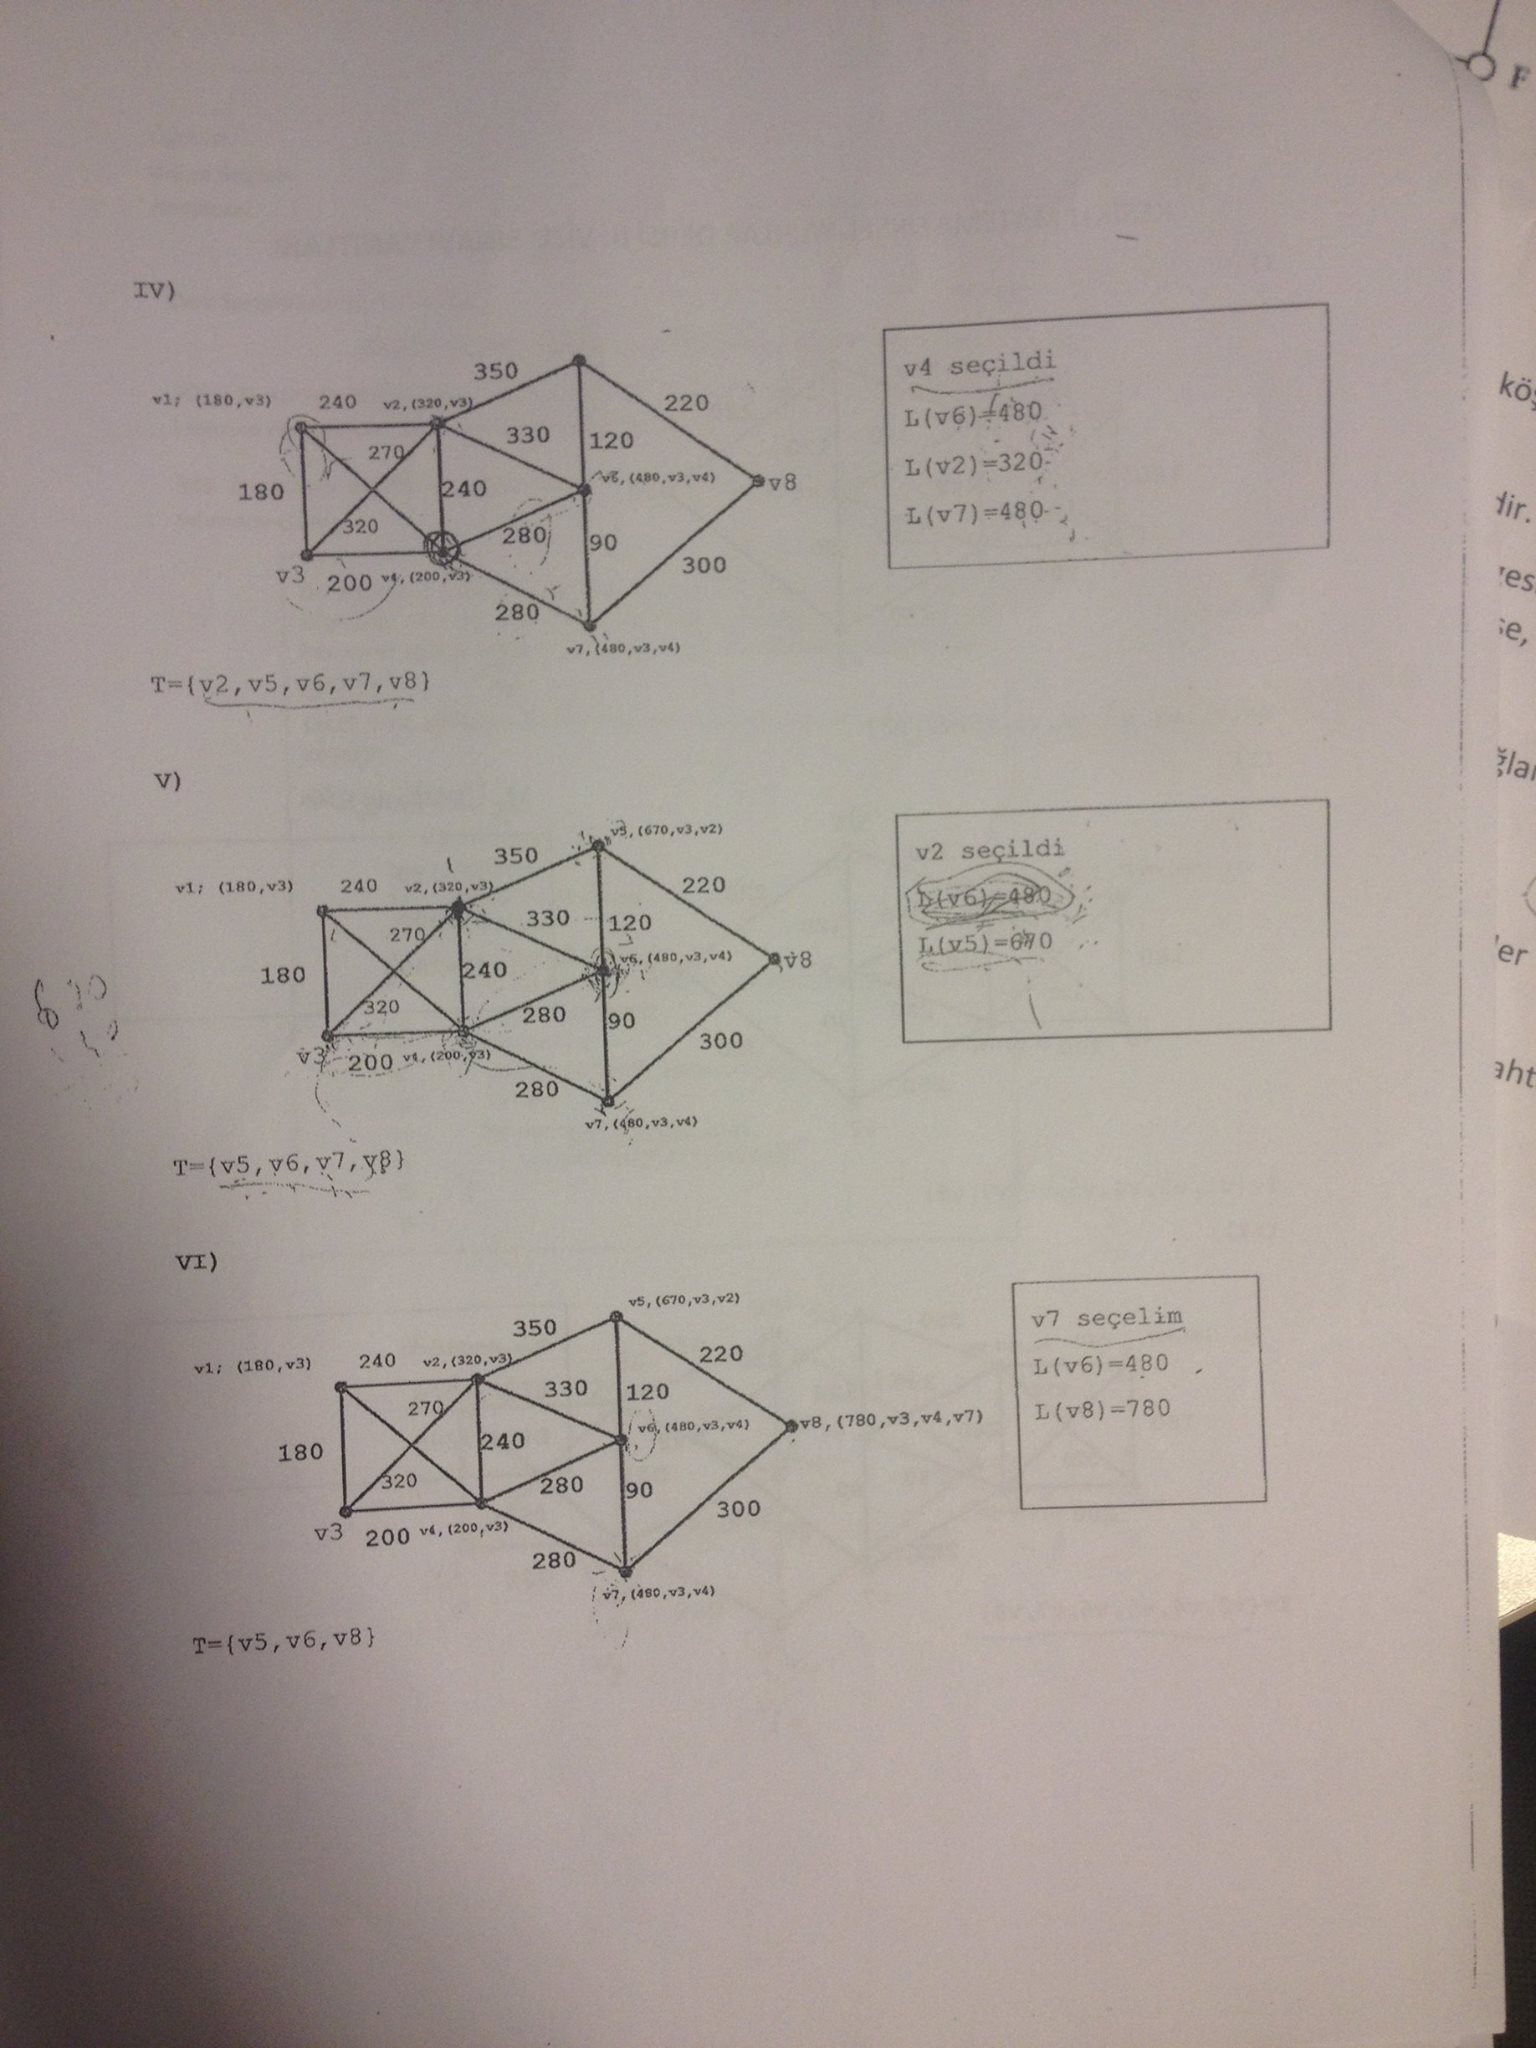 F
IV)
350
v1; (180,v3) 240 v2,(320,v3)
220
270 330 120
180 240 v6,(480,v3,v4) v8
320 280 90
v3 200 v4,(200,v3) 300
280
v7,(480,v3,v4)
T={v2,v5,v6,v7,v8}
v4 seçildi
L(v6)=480
L(v2)=320
L(v7)=480
V)
v5,(670,v3,v2)
350
v1; (180,v3) 240 v2,(320,v3) 220
270 330 120
180 240 v6,(480,v3,v4) v8
320 280 90
v3 200 v4,(200,v3) 300
280
v7,(480,v3,v4)
T={v5,v6,v7,v8}
v2 seçildi
L(v6)=480
L(v5)=670
VI)
v5,(670,v3,v2)
350
v1; (180,v3) 240 v2,(320,v3) 220
270 330 120
180 240 v6,(480,v3,v4) v8,(780,v3,v4,v7)
320 280 90
v3 200 v4,(200,v3) 300
280
v7,(480,v3,v4)
T={v5,v6,v8}
v7 seçelim
L(v6)=480
L(v8)=780
dir.